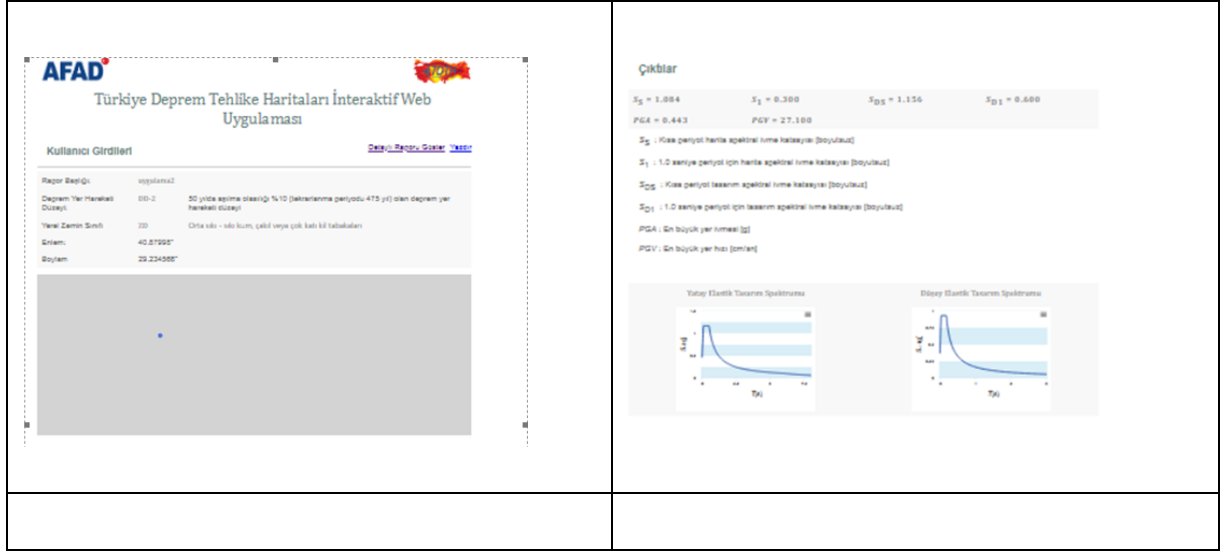 AFAD
Türkiye Deprem Tehlike Haritaları İnteraktif Web
Uygulaması
Kullanıcı Girdileri
Detaylı Raporu Göster Yazdır
Rapor Başlığı: uygulama2
Deprem Yer Hareketi Düzeyi: DD-2 50 yılda aşılma olasılığı %10 (tekrarlanma periyodu 475 yıl) olan deprem yer
hareketi düzeyi
Yerel Zemin Sınıfı ZD Orta sıkı - sıkı kum, çakıl veya çok katı kil tabakaları
Enlem:
Boylam
Çıktılar
S_S = 1.084 S_1 = 0.300 S_DS = 1.156 S_D1 = 0.600
PGA = 0.443 PGV = 27.100
S_S : Kısa periyot harita spektral ivme katsayısı [boyutsuz]
S_1 : 1.0 saniye periyot için harita spektral ivme katsayısı [boyutsuz]
S_DS : Kısa periyot tasarım spektral ivme katsayısı [boyutsuz]
S_D1 : 1.0 saniye periyot için tasarım spektral ivme katsayısı [boyutsuz]
PGA : En büyük yer ivmesi [g]
PGV : En büyük yer hızı [cm/sn]
Yatay Elastik Tasarım Spektrumu
Düşey Elastik Tasarım Spektrumu
T(s)
T(s)